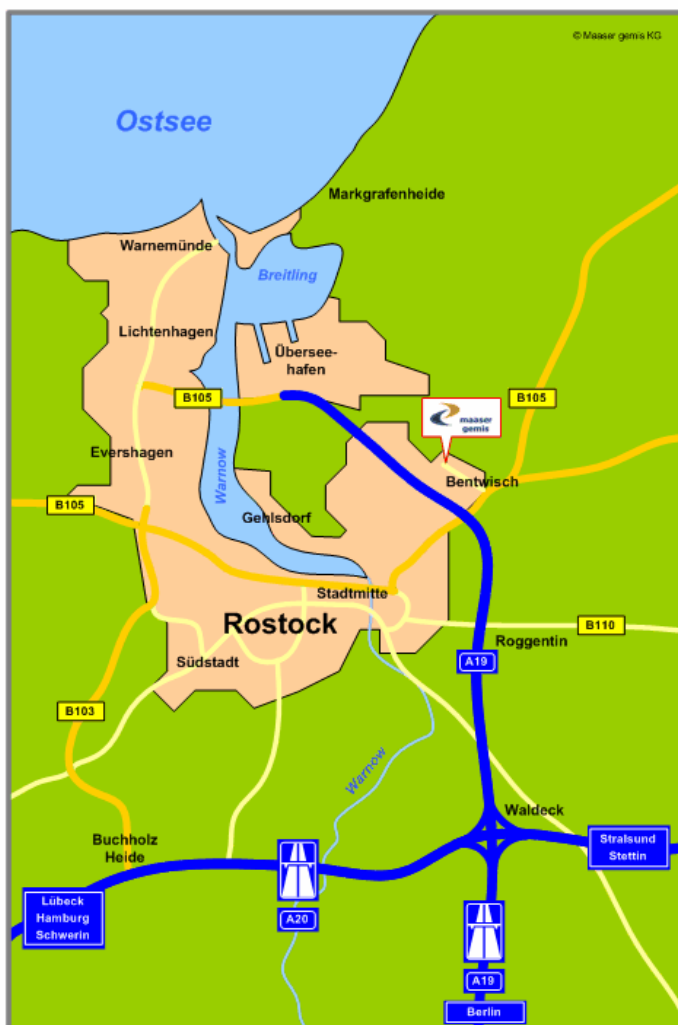 © Maaser gemis KG
Ostsee
Markgrafenheide
Warnemünde
Breitling
Lichtenhagen
Übersee-
hafen
B105
B105
maaser
gemis
Evershagen
Bentwisch
Warnow
B105
Gehlsdorf
Stadtmitte
Rostock
B110
Roggentin
Südstadt
A19
B103
Warnow
Waldeck
Buchholz
Heide
Stralsund
Stettin
Lübeck
Hamburg
Schwerin
A20
A19
Berlin